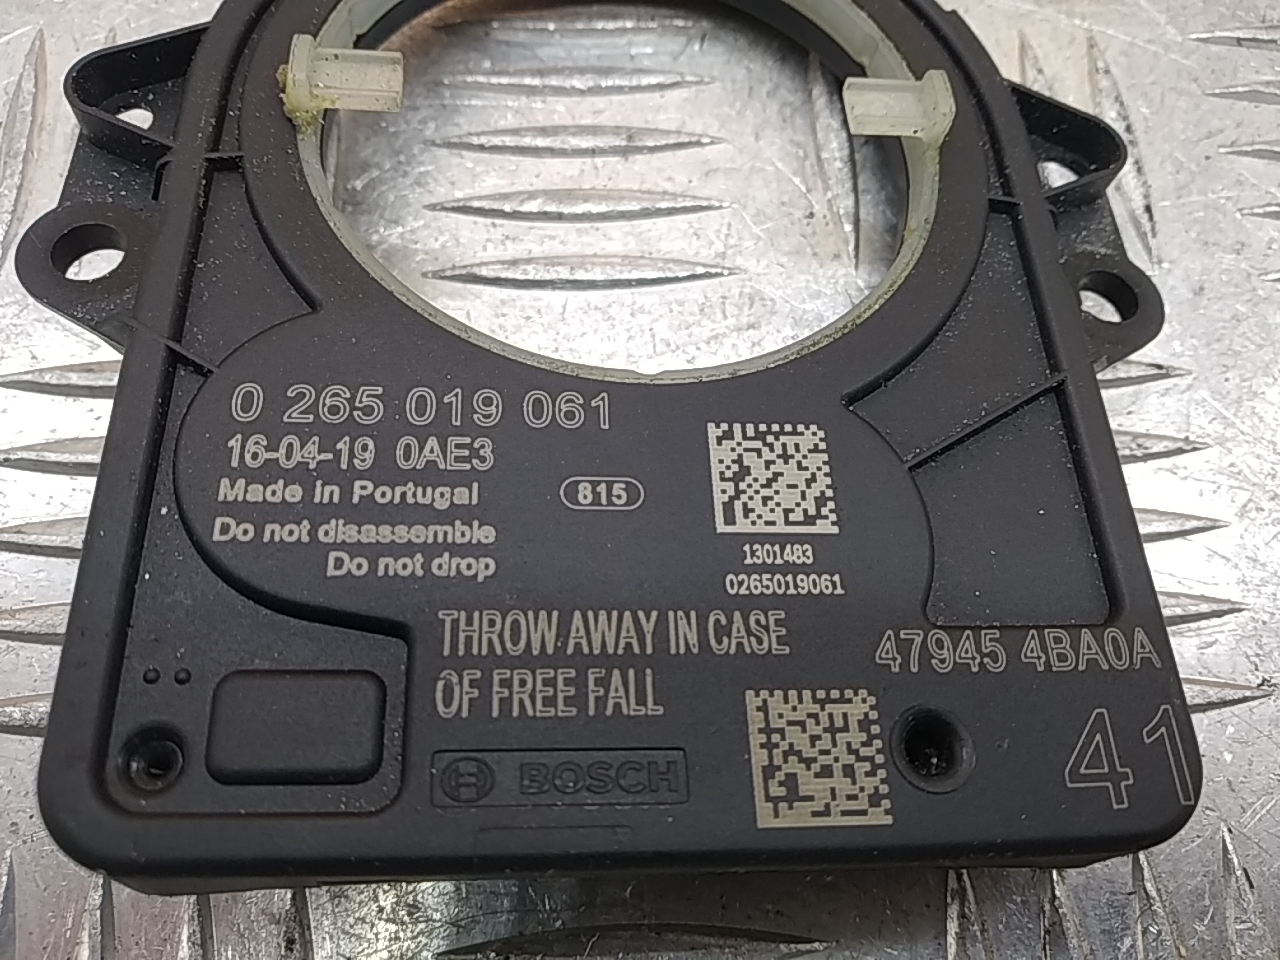 0 265 019 061
16-04-19 0AE3
Made in Portugal
815
Do not disassemble
Do not drop
1301483
0265019061
THROW AWAY IN CASE
OF FREE FALL
47945 4BA0A
41
BOSCH